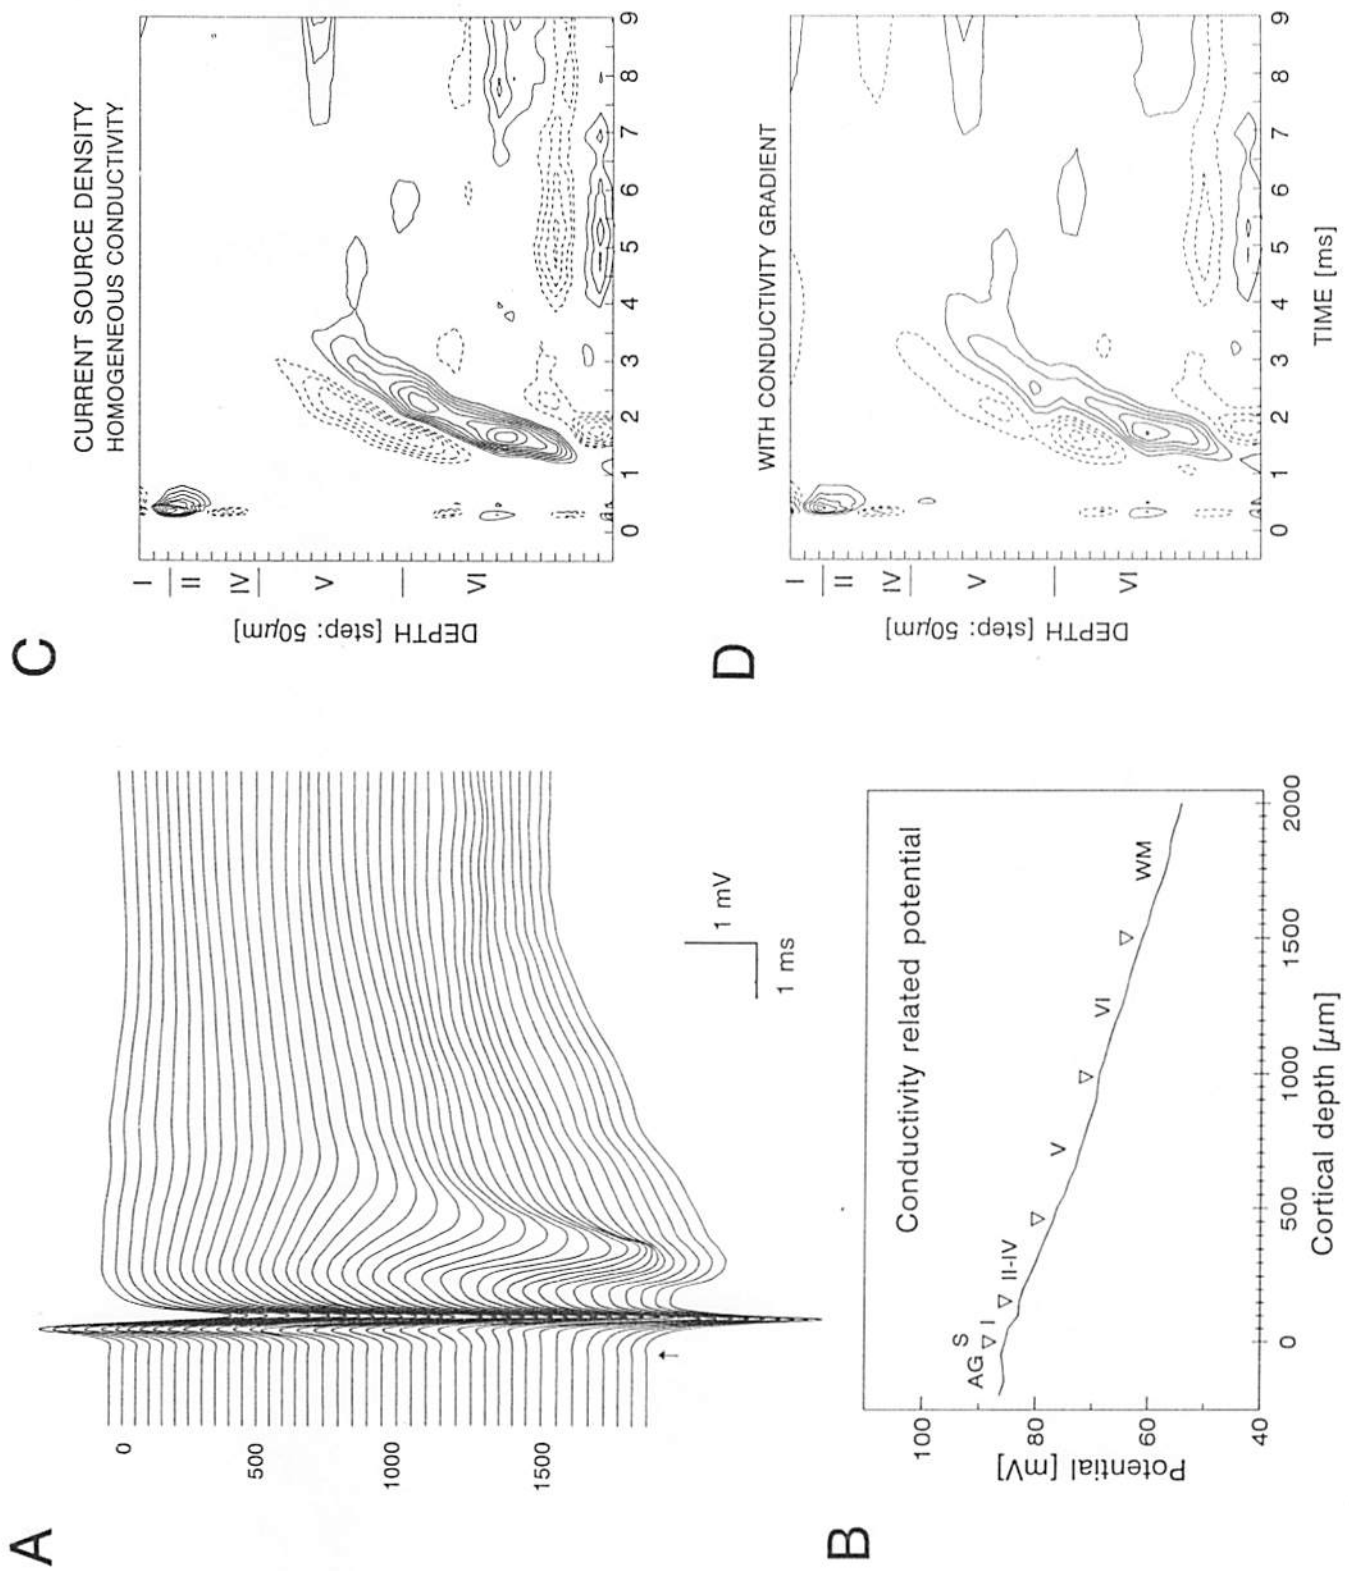 A
0
500
1000
1500
1 mV
1 ms
B
Conductivity related potential
Potential [mV]
100
80
60
40
AG
S
I
II-IV
V
VI
WM
0
500
1000
1500
2000
Cortical depth [μm]
C
CURRENT SOURCE DENSITY
HOMOGENEOUS CONDUCTIVITY
DEPTH [step: 50μm]
I
II
IV
V
VI
0 1 2 3 4 5 6 7 8 9
D
WITH CONDUCTIVITY GRADIENT
DEPTH [step: 50μm]
I
II
IV
V
VI
0 1 2 3 4 5 6 7 8 9
TIME [ms]